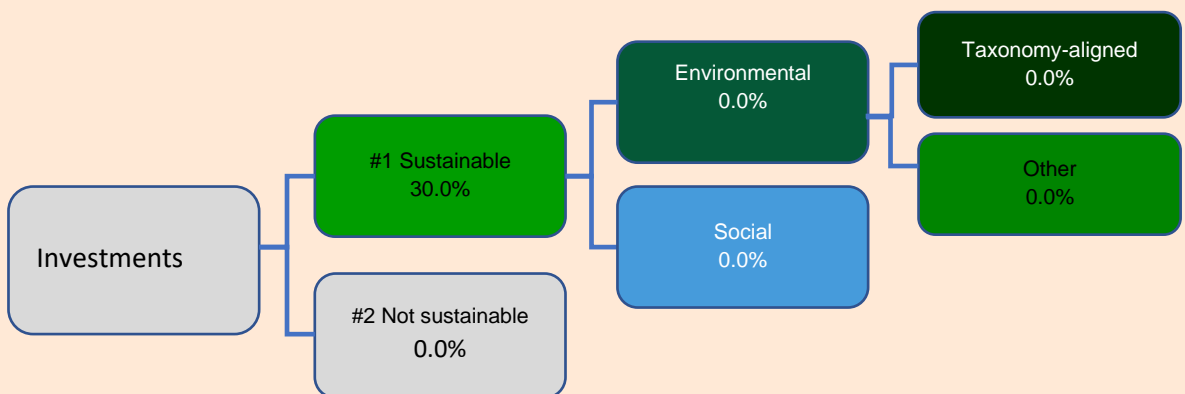 Investments
#1 Sustainable
30.0%
#2 Not sustainable
0.0%
Environmental
0.0%
Social
0.0%
Taxonomy-aligned
0.0%
Other
0.0%